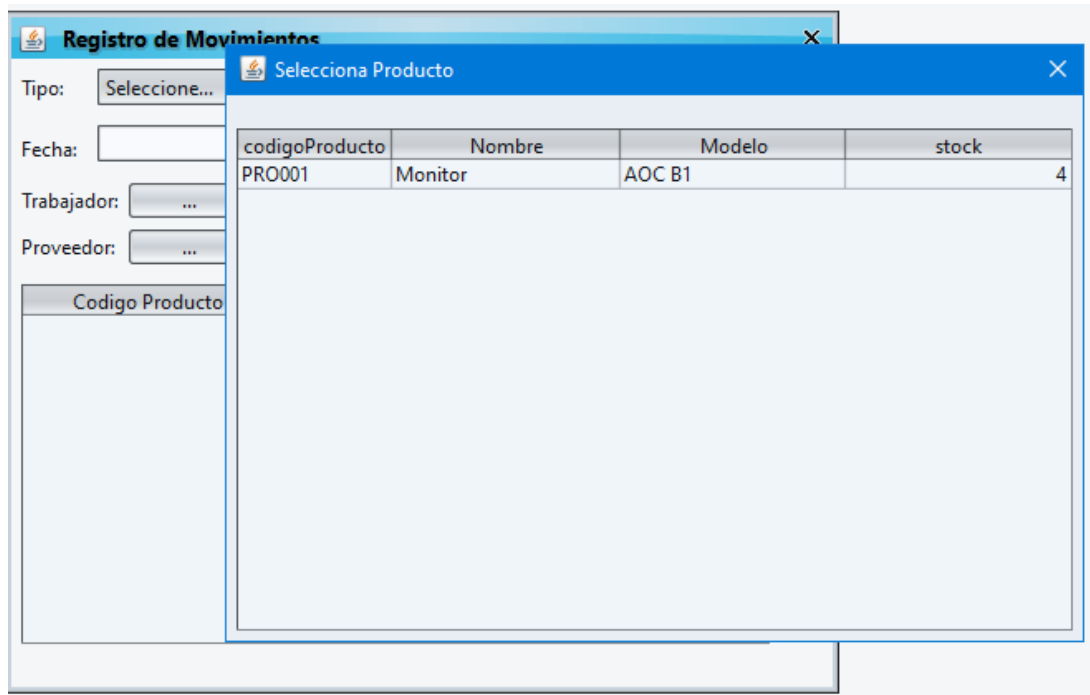 Registro de Movimientos
Tipo: Seleccione...
Fecha:
Trabajador: ...
Proveedor: ...
Codigo Producto
Selecciona Producto
codigoProducto Nombre Modelo stock
PRO001 Monitor AOC B1 4